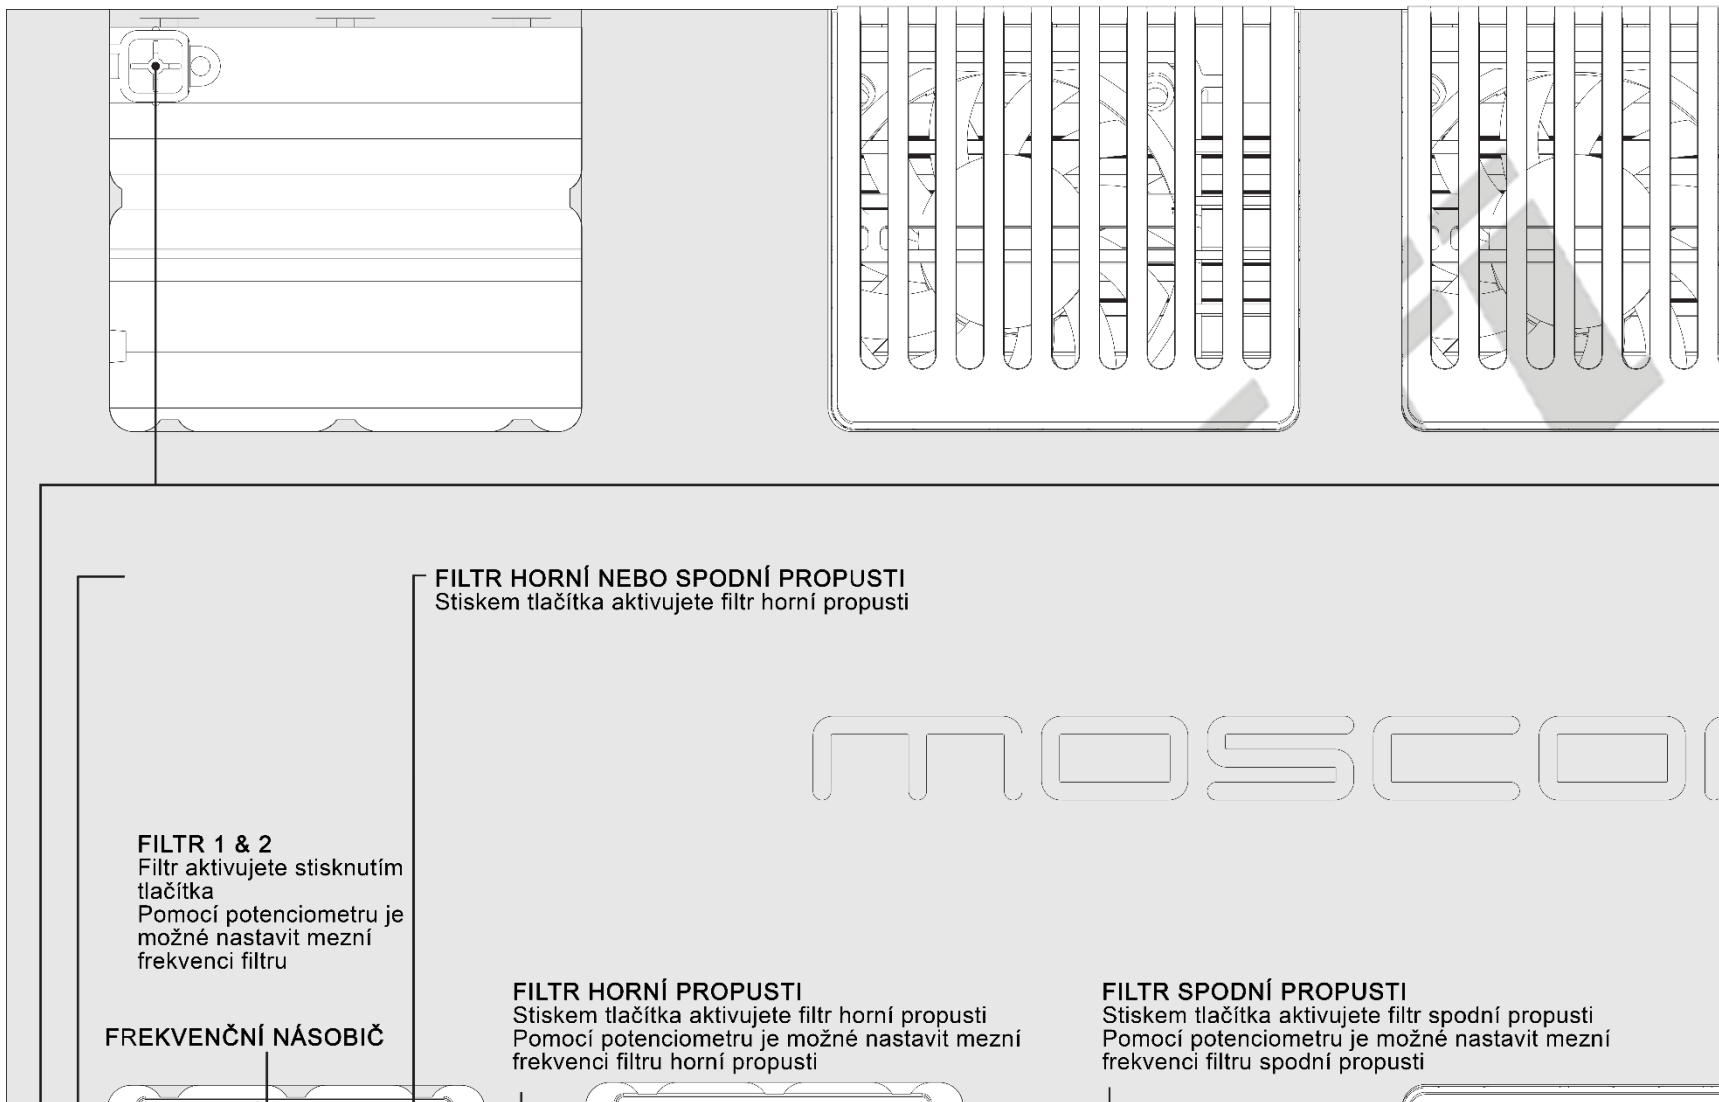 FILTR HORNÍ NEBO SPODNÍ PROPUSTI
Stiskem tlačítka aktivujete filtr horní propusti
FILTR 1 & 2
Filtr aktivujete stisknutím
tlačítka
Pomocí potenciometru je
možné nastavit mezní
frekvenci filtru
FREKVENČNÍ NÁSOBIČ
FILTR HORNÍ PROPUSTI
Stiskem tlačítka aktivujete filtr horní propusti
Pomocí potenciometru je možné nastavit mezní
frekvenci filtru horní propusti
FILTR SPODNÍ PROPUSTI
Stiskem tlačítka aktivujete filtr spodní propusti
Pomocí potenciometru je možné nastavit mezní
frekvenci filtru spodní propusti